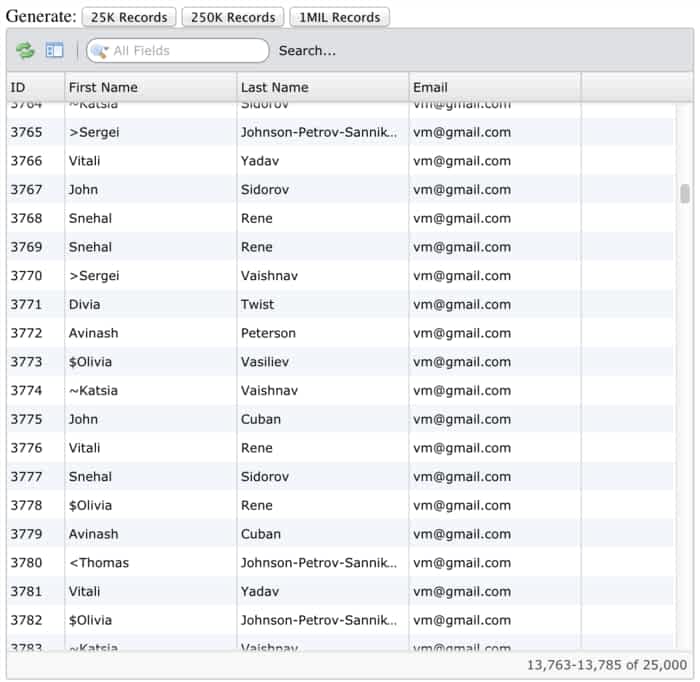 Generate: 25K Records 250K Records 1MIL Records
All Fields Search...
ID First Name Last Name Email
3764 ~Katsia Sidorov vm@gmail.com
3765 >Sergei Johnson-Petrov-Sannik... vm@gmail.com
3766 Vitali Yadav vm@gmail.com
3767 John Sidorov vm@gmail.com
3768 Snehal Rene vm@gmail.com
3769 Snehal Rene vm@gmail.com
3770 >Sergei Vaishnav vm@gmail.com
3771 Divia Twist vm@gmail.com
3772 Avinash Peterson vm@gmail.com
3773 $Olivia Vasiliev vm@gmail.com
3774 ~Katsia Vaishnav vm@gmail.com
3775 John Cuban vm@gmail.com
3776 Vitali Rene vm@gmail.com
3777 Snehal Sidorov vm@gmail.com
3778 $Olivia Rene vm@gmail.com
3779 Avinash Cuban vm@gmail.com
3780 <Thomas Johnson-Petrov-Sannik... vm@gmail.com
3781 Vitali Yadav vm@gmail.com
3782 $Olivia Johnson-Petrov-Sannik... vm@gmail.com
3783 ~Katsia Vaishnav vm@gmail.com
13,763-13,785 of 25,000